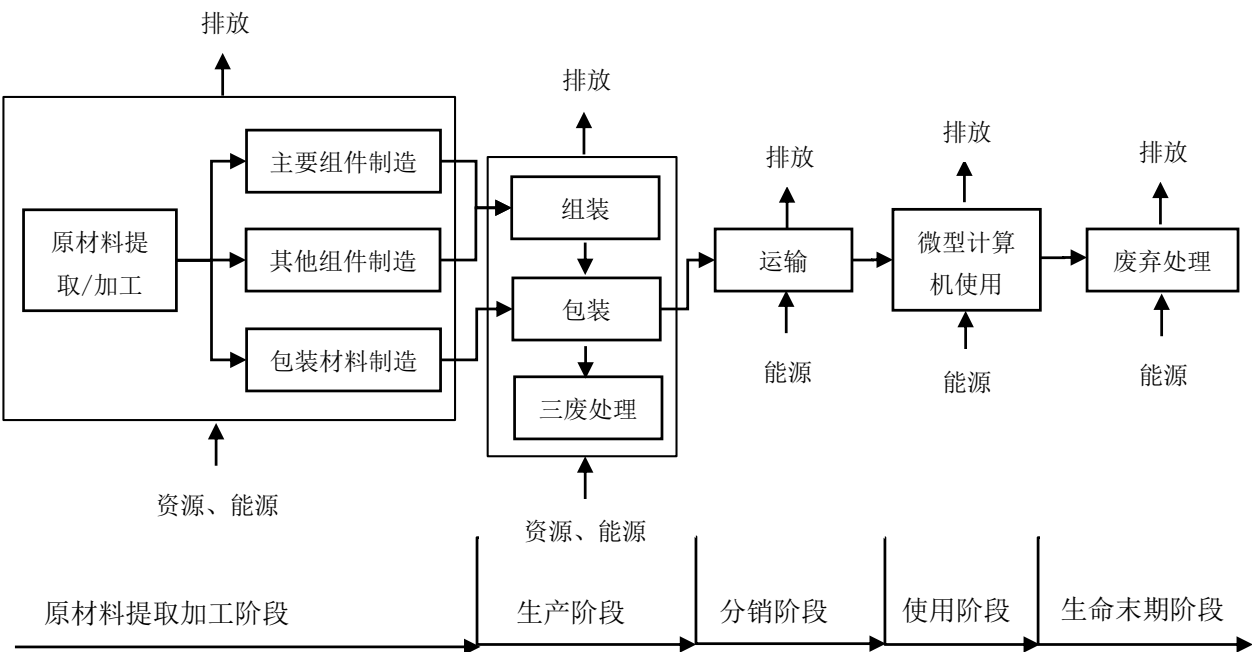 排放
排放
排放
排放
排放
主要组件制造
原材料提
取/加工
其他组件制造
包装材料制造
组装
包装
三废处理
运输
微型计算
机使用
废弃处理
能源
能源
能源
资源、能源
资源、能源
原材料提取加工阶段
生产阶段
分销阶段
使用阶段
生命末期阶段